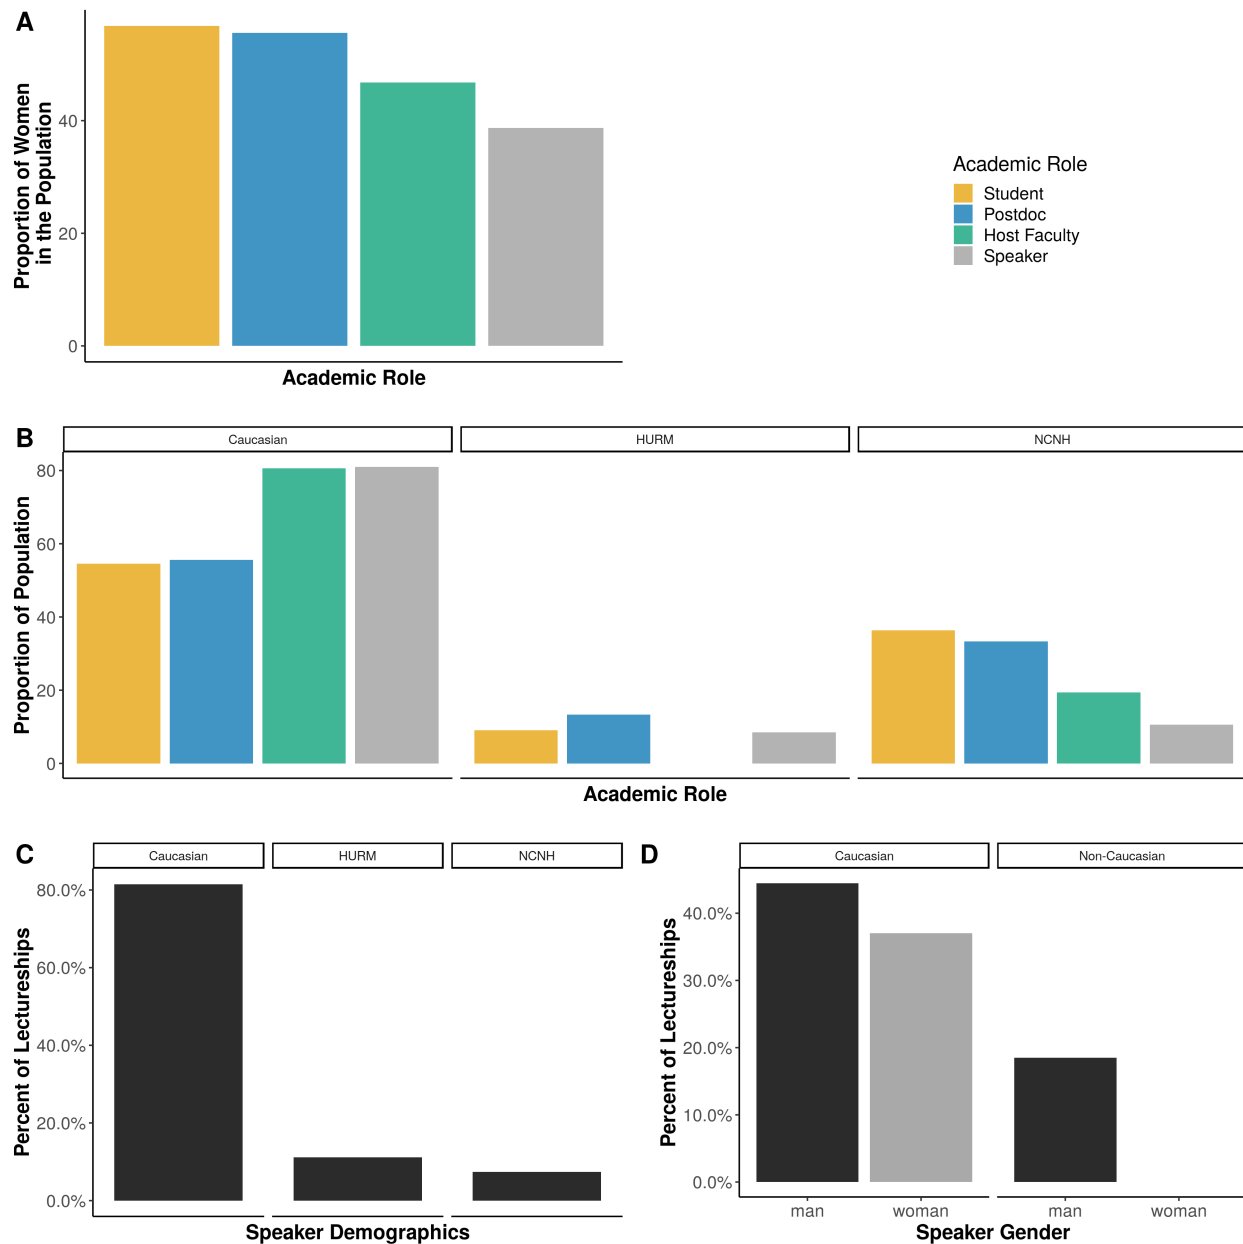 A
Proportion of Women
in the Population
40
20
0
Academic Role
Academic Role
Student
Postdoc
Host Faculty
Speaker
B
Caucasian
HURM
NCNH
Proportion of Population
80
60
40
20
0
Academic Role
C
Caucasian
HURM
NCNH
Percent of Lectureships
80.0%
60.0%
40.0%
20.0%
0.0%
Speaker Demographics
D
Caucasian
Non-Caucasian
Percent of Lectureships
40.0%
30.0%
20.0%
10.0%
0.0%
man
woman
man
woman
Speaker Gender